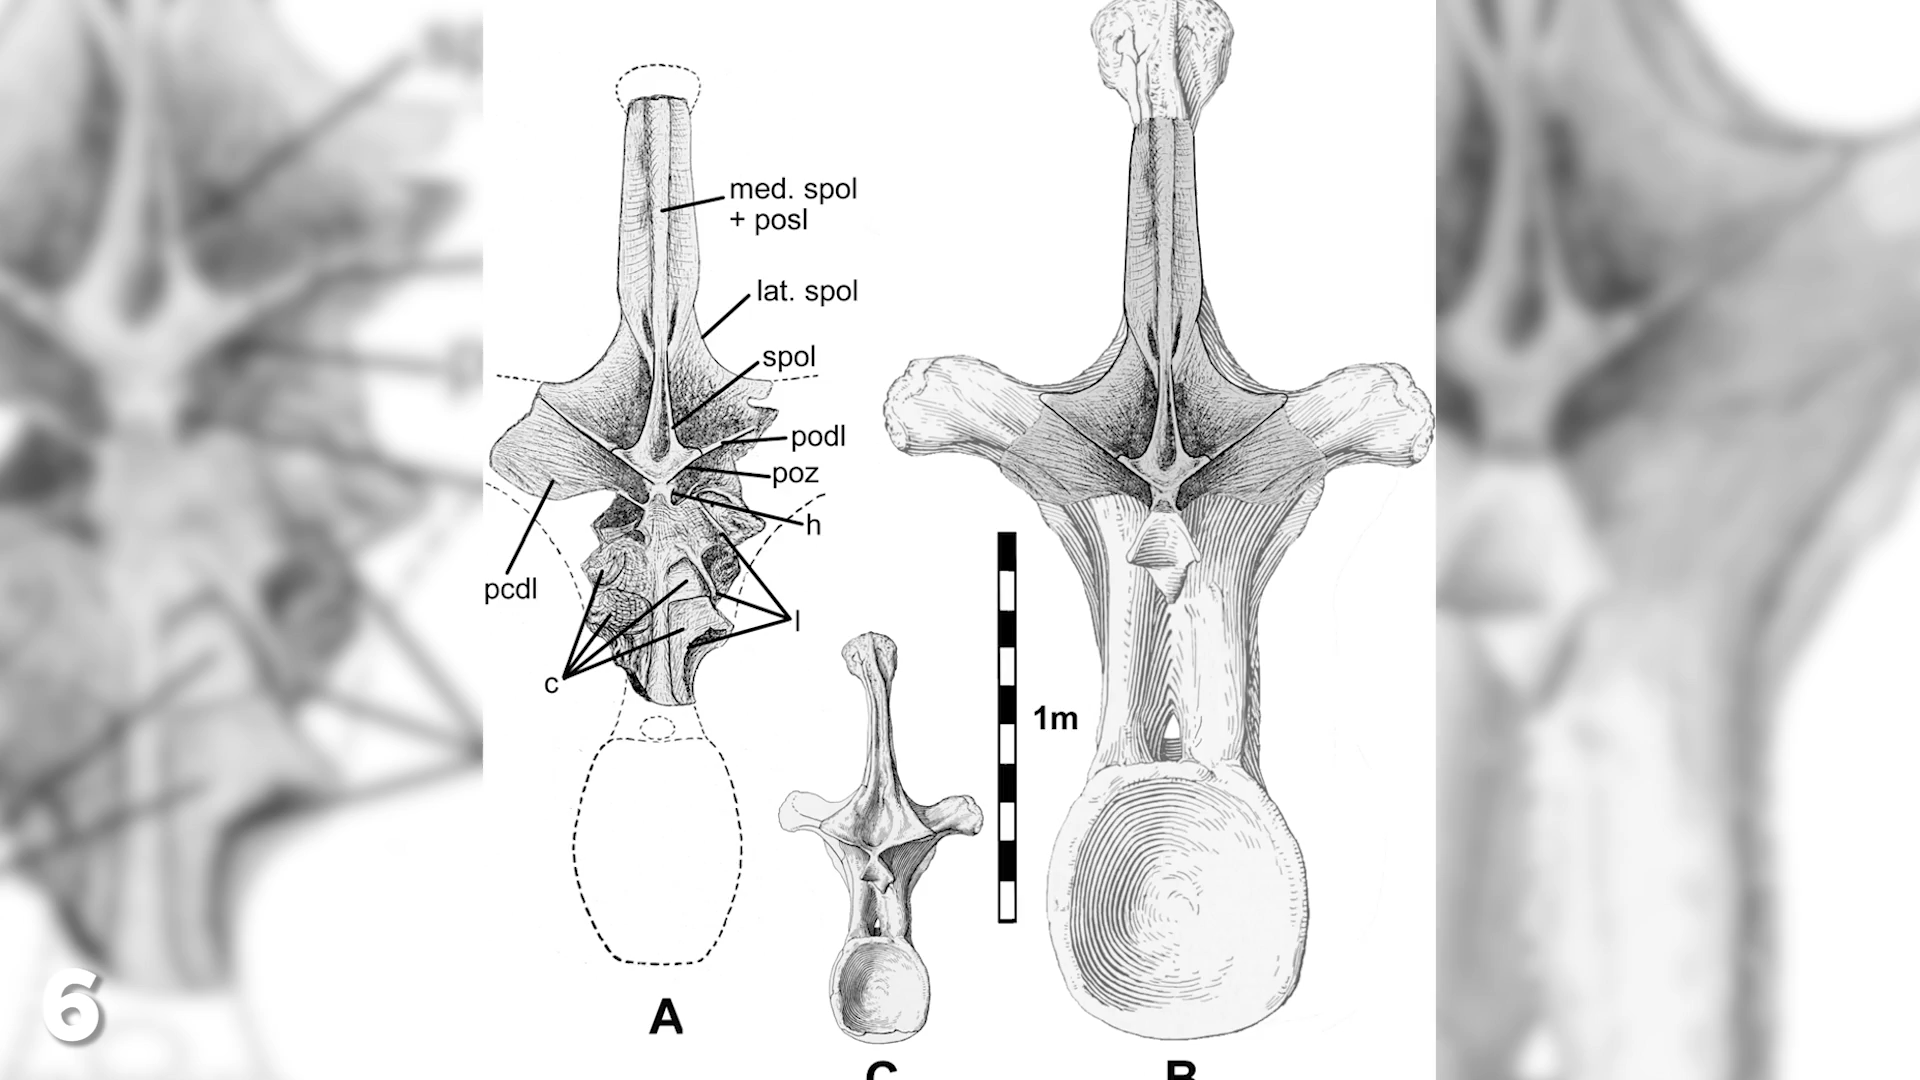 med. spol
+ posl
lat. spol
spol
podl
poz
h
pcdl
l
c
1m
A
C
B
6